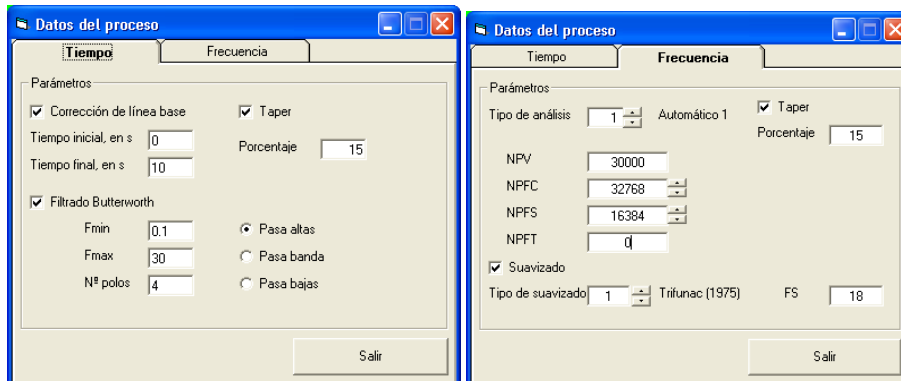 Datos del proceso
Tiempo Frecuencia
Parámetros
Corrección de línea base Taper
Tiempo inicial, en s 0
Porcentaje 15
Tiempo final, en s 10
Filtrado Butterworth
Fmin 0.1 Pasa altas
Fmax 30 Pasa banda
Nª polos 4 Pasa bajas
Salir
Datos del proceso
Tiempo Frecuencia
Parámetros
Tipo de análisis 1 Automático 1 Taper
Porcentaje 15
NPV 30000
NPFC 32768
NPFS 16384
NPFT 0
Suavizado
Tipo de suavizado 1 Trifunac (1975) FS 18
Salir